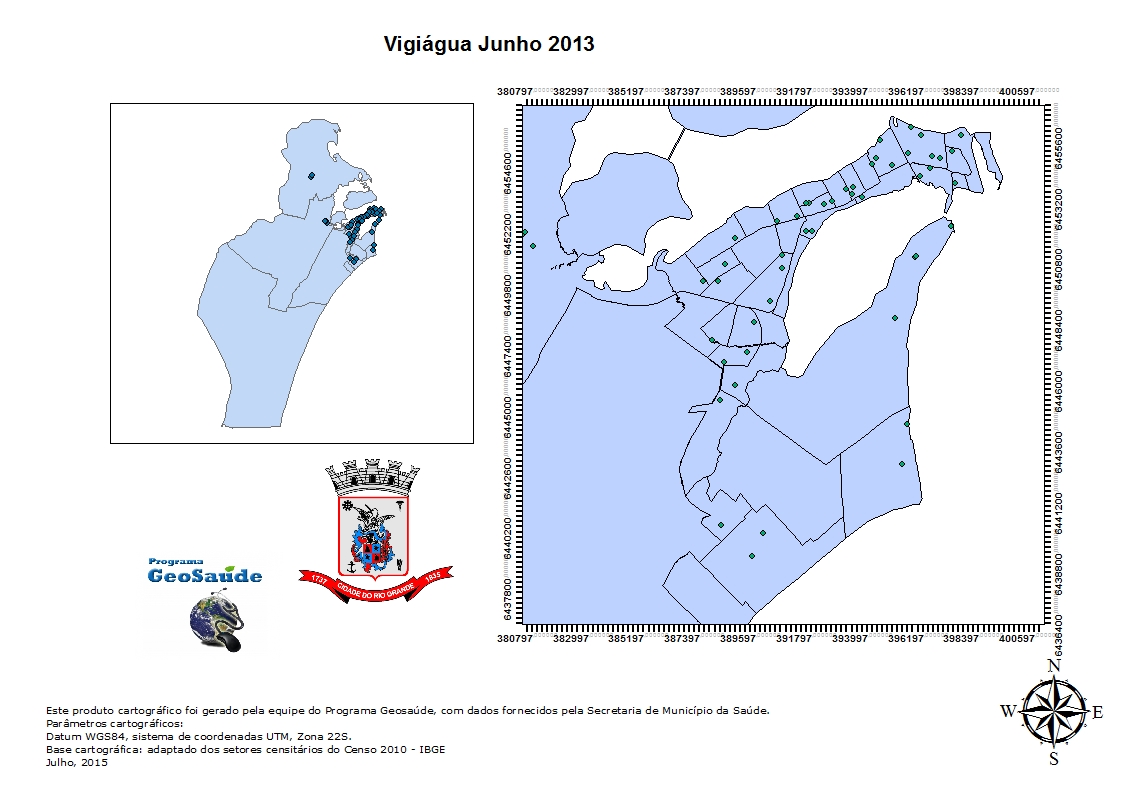 Vigiágua Junho 2013
380797 382997 385197 387397 389597 391797 393997 396197 398397 400597
6454600
6452200
6449800
6447400
6445000
6442600
6440200
6437800
6455600
6453200
6450800
6448400
6446000
6443600
6441200
6438800
6436400
380797 382997 385197 387397 389597 391797 393997 396197 398397 400597
Programa
GeoSaúde
1737 CIDADE DO RIO GRANDE 1835
N
W E
S
Este produto cartográfico foi gerado pela equipe do Programa Geosaúde, com dados fornecidos pela Secretaria de Município da Saúde.
Parâmetros cartográficos:
Datum WGS84, sistema de coordenadas UTM, Zona 22S.
Base cartográfica: adaptado dos setores censitários do Censo 2010 - IBGE
Julho, 2015